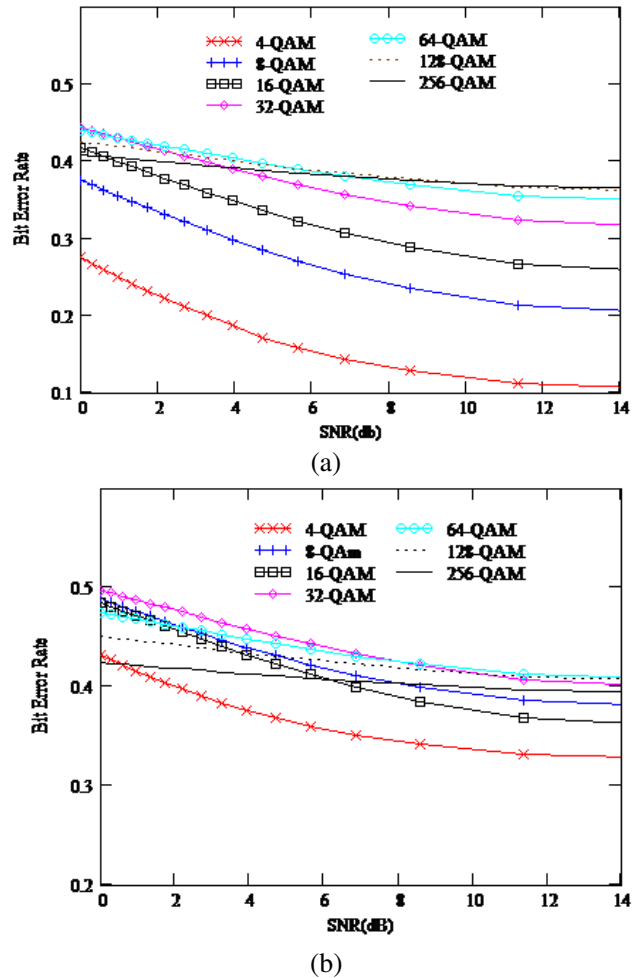 4-QAM
8-QAM
16-QAM
32-QAM
64-QAM
128-QAM
256-QAM
0.5
0.4
0.3
0.2
0.1
Bit Error Rate
0 2 4 6 8 10 12 14
SNR(db)
(a)
4-QAM
8-QAm
16-QAM
32-QAM
64-QAM
128-QAM
256-QAM
0.5
0.4
0.3
0.2
Bit Error Rate
0 2 4 6 8 10 12 14
SNR(dB)
(b)